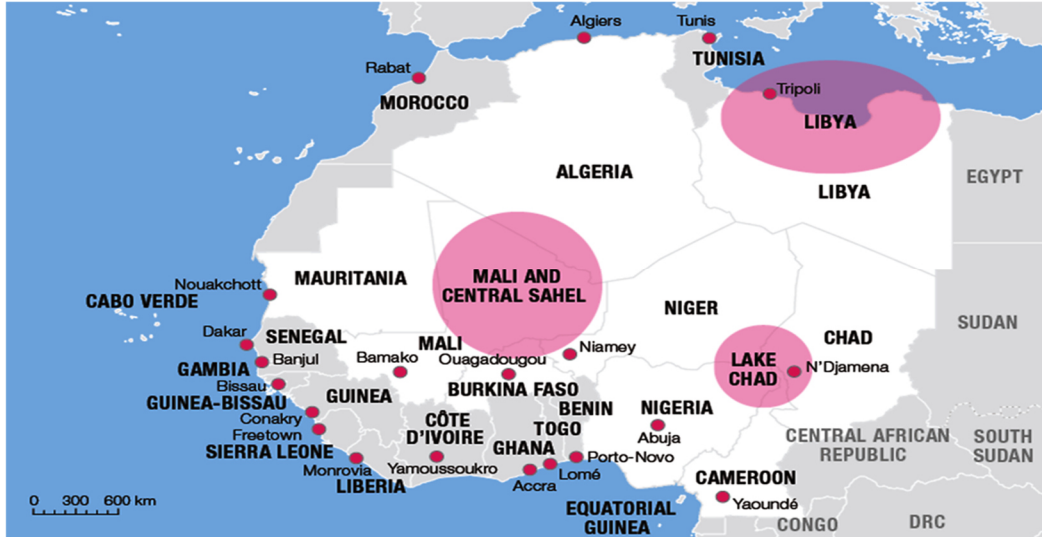 Algiers
Tunis
TUNISIA
Rabat
MOROCCO
Tripoli
LIBYA
ALGERIA
EGYPT
LIBYA
MAURITANIA
MALI AND
CENTRAL SAHEL
Nouakchott
CABO VERDE
NIGER
SUDAN
Dakar
SENEGAL
MALI
CHAD
Banjul
Bamako
Ouagadougou
Niamey
LAKE
CHAD
N'Djamena
GAMBIA
Bissau
GUINEA-BISSAU
GUINEA
BURKINA FASO
BENIN
NIGERIA
Conakry
CÔTE
D'IVOIRE
TOGO
Freetown
GHANA
Abuja
CENTRAL AFRICAN
REPUBLIC
SOUTH
SUDAN
SIERRA LEONE
Monrovia
Yamoussoukro
Porto-Novo
LIBERIA
Accra
Lomé
CAMEROON
Yaoundé
0 300 600 km
EQUATORIAL
GUINEA
CONGO
DRC